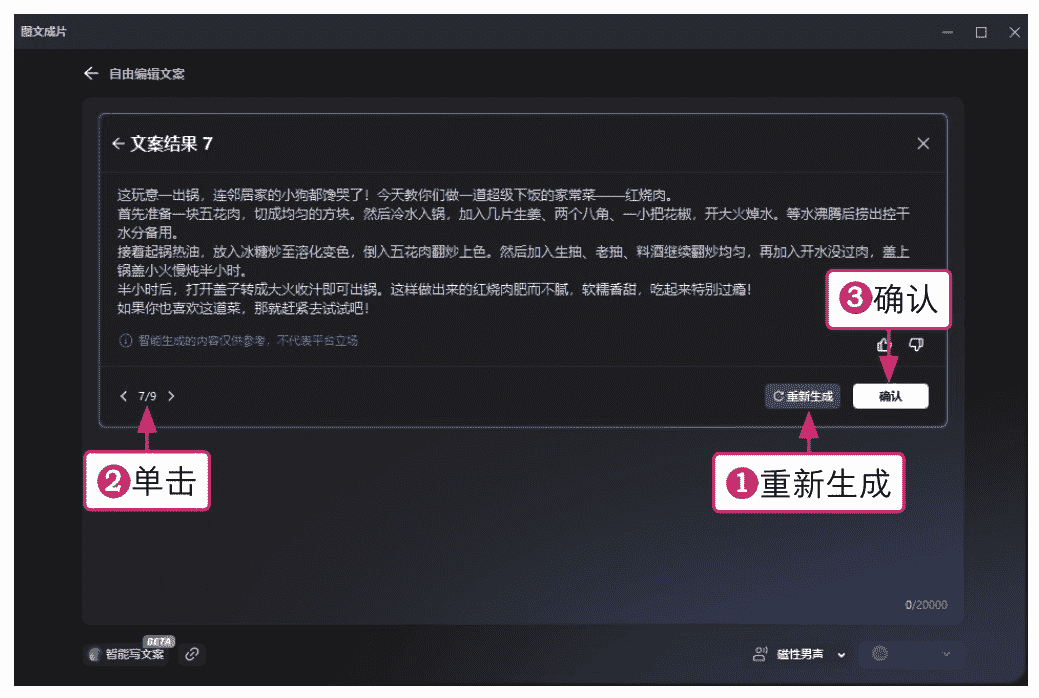 图文成片
自由编辑文案
文案结果 7
这玩意一出锅，连邻居家的小狗都馋哭了！今天教你们做一道超级下饭的家常菜——红烧肉。
首先准备一块五花肉，切成均匀的方块。然后冷水入锅，加入几片生姜、两个八角、一小把花椒，开大火焯水。等水沸腾后捞出控干
水分备用。
接着起锅热油，放入冰糖炒至溶化变色，倒入五花肉翻炒上色。然后加入生抽、老抽、料酒继续翻炒均匀，再加入开水没过肉，盖上
锅盖小火慢炖半小时。
半小时后，打开盖子转成大火收汁即可出锅。这样做出来的红烧肉肥而不腻，软糯香甜，吃起来特别过瘾！
如果你也喜欢这道菜，那就赶紧去试试吧！
③确认
智能生成的内容仅供参考，不代表平台立场
7/9
重新生成
确认
②单击
①重新生成
0/20000
智能写文案
BETA
磁性男声